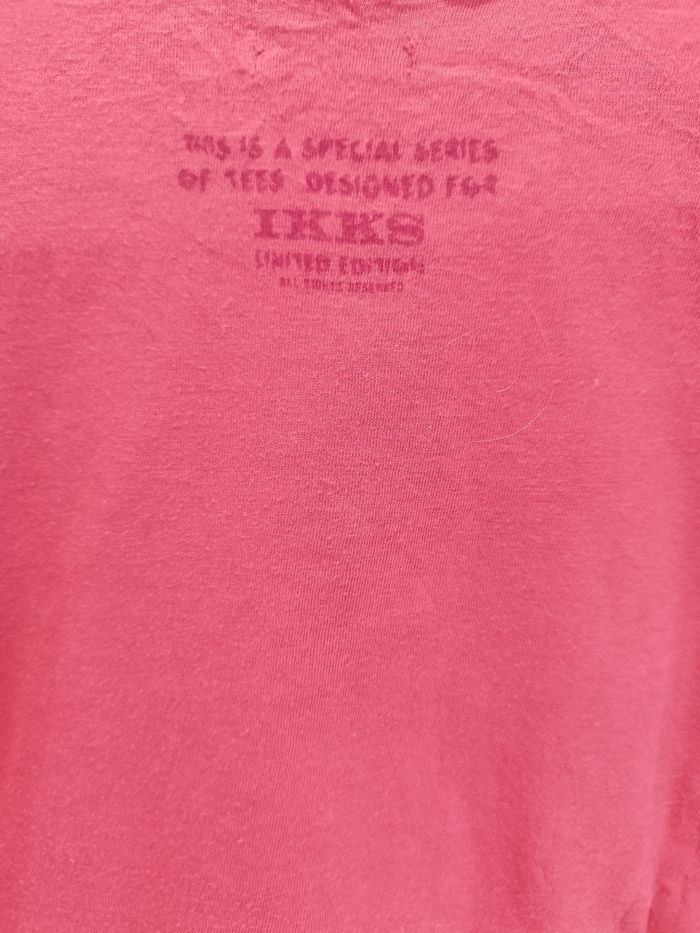 THIS IS A SPECIAL SERIES
OF TEES DESIGNED FOR
IKKS
LIMITED EDITION
ALL RIGHTS RESERVED